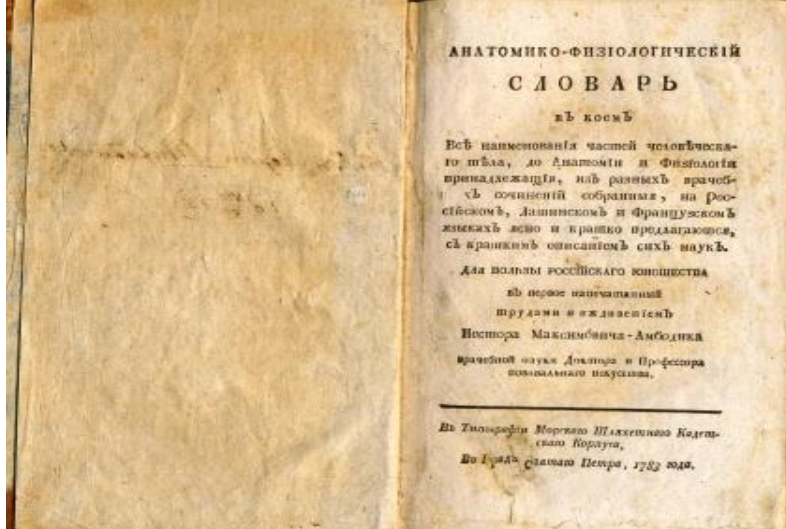 АНАТОМИКО-ФИЗІОЛОГИЧЕСКІЙ
СЛОВАРЬ
въ коемъ
Всѣ наименованія частей человѣческа-
го тѣла, до Анатоміи и Физіологіи
принадлежащія, изъ разныхъ врачеб-
хъ сочиненій собранныя, на Рос-
сійскомъ, Латинскомъ и Французскомъ
языкахъ ясно и кратко предлагаются,
съ краткимъ описаніемъ сихъ наукъ.
ДЛЯ ПОЛЬЗЫ РОССІЙСКАГО ЮНОШЕСТВА
въ первое напечатанный
трудами и иждивеніемъ
Нестора Максимовича-Амбодика
врачебной науки Доктора и Профессора
повивальнаго искусства.
Въ Типографіи Морскаго Шляхетнаго Кадет-
скаго Корпуса,
Во Градѣ Святаго Петра, 1783 года.